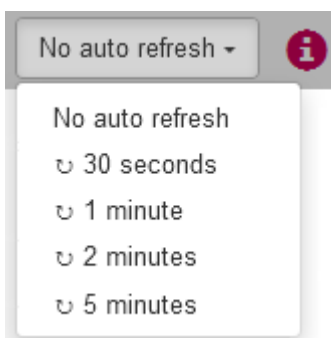 No auto refresh
No auto refresh
↻ 30 seconds
↻ 1 minute
↻ 2 minutes
↻ 5 minutes